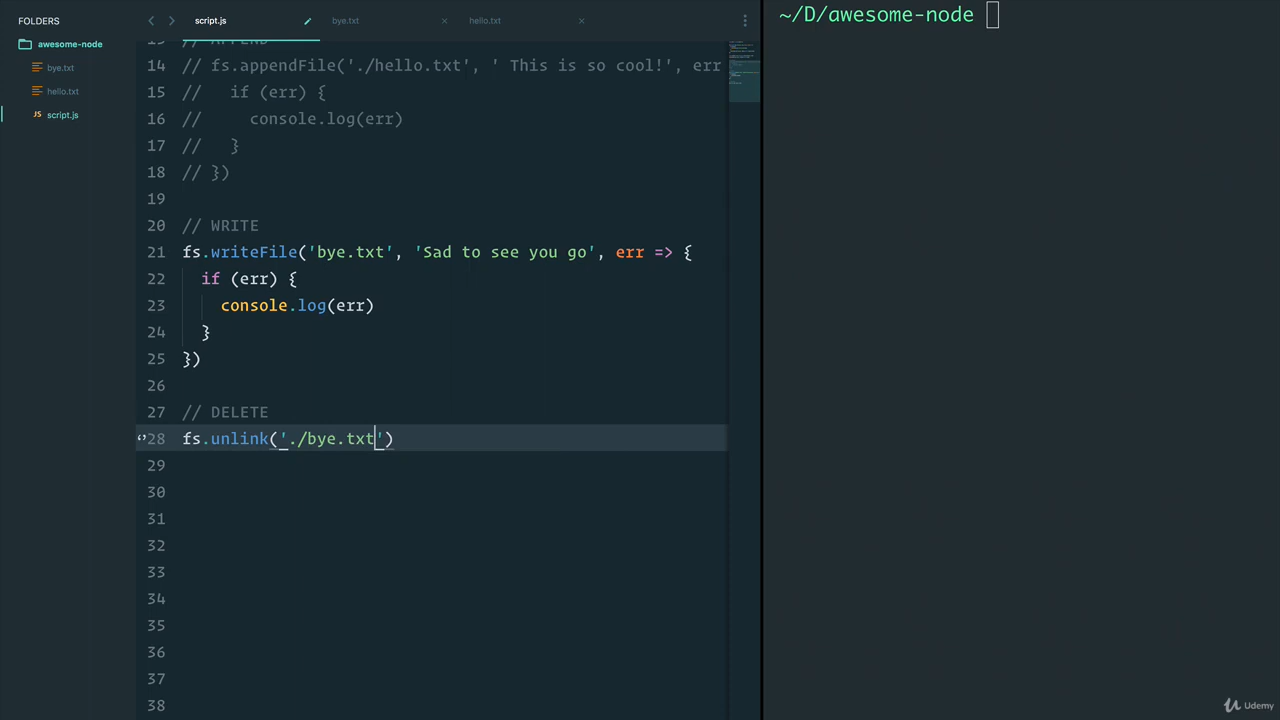 FOLDERS
awesome-node
bye.txt
hello.txt
JS script.js
script.js
bye.txt
hello.txt
13 // APPEND
14 // fs.appendFile('./hello.txt', ' This is so cool!', err
15 //   if (err) {
16 //     console.log(err)
17 //   }
18 // })
19
20 // WRITE
21 fs.writeFile('bye.txt', 'Sad to see you go', err => {
22   if (err) {
23     console.log(err)
24   }
25 })
26
27 // DELETE
28 fs.unlink('./bye.txt')
29
30
31
32
33
34
35
36
37
38
~/D/awesome-node
Udemy